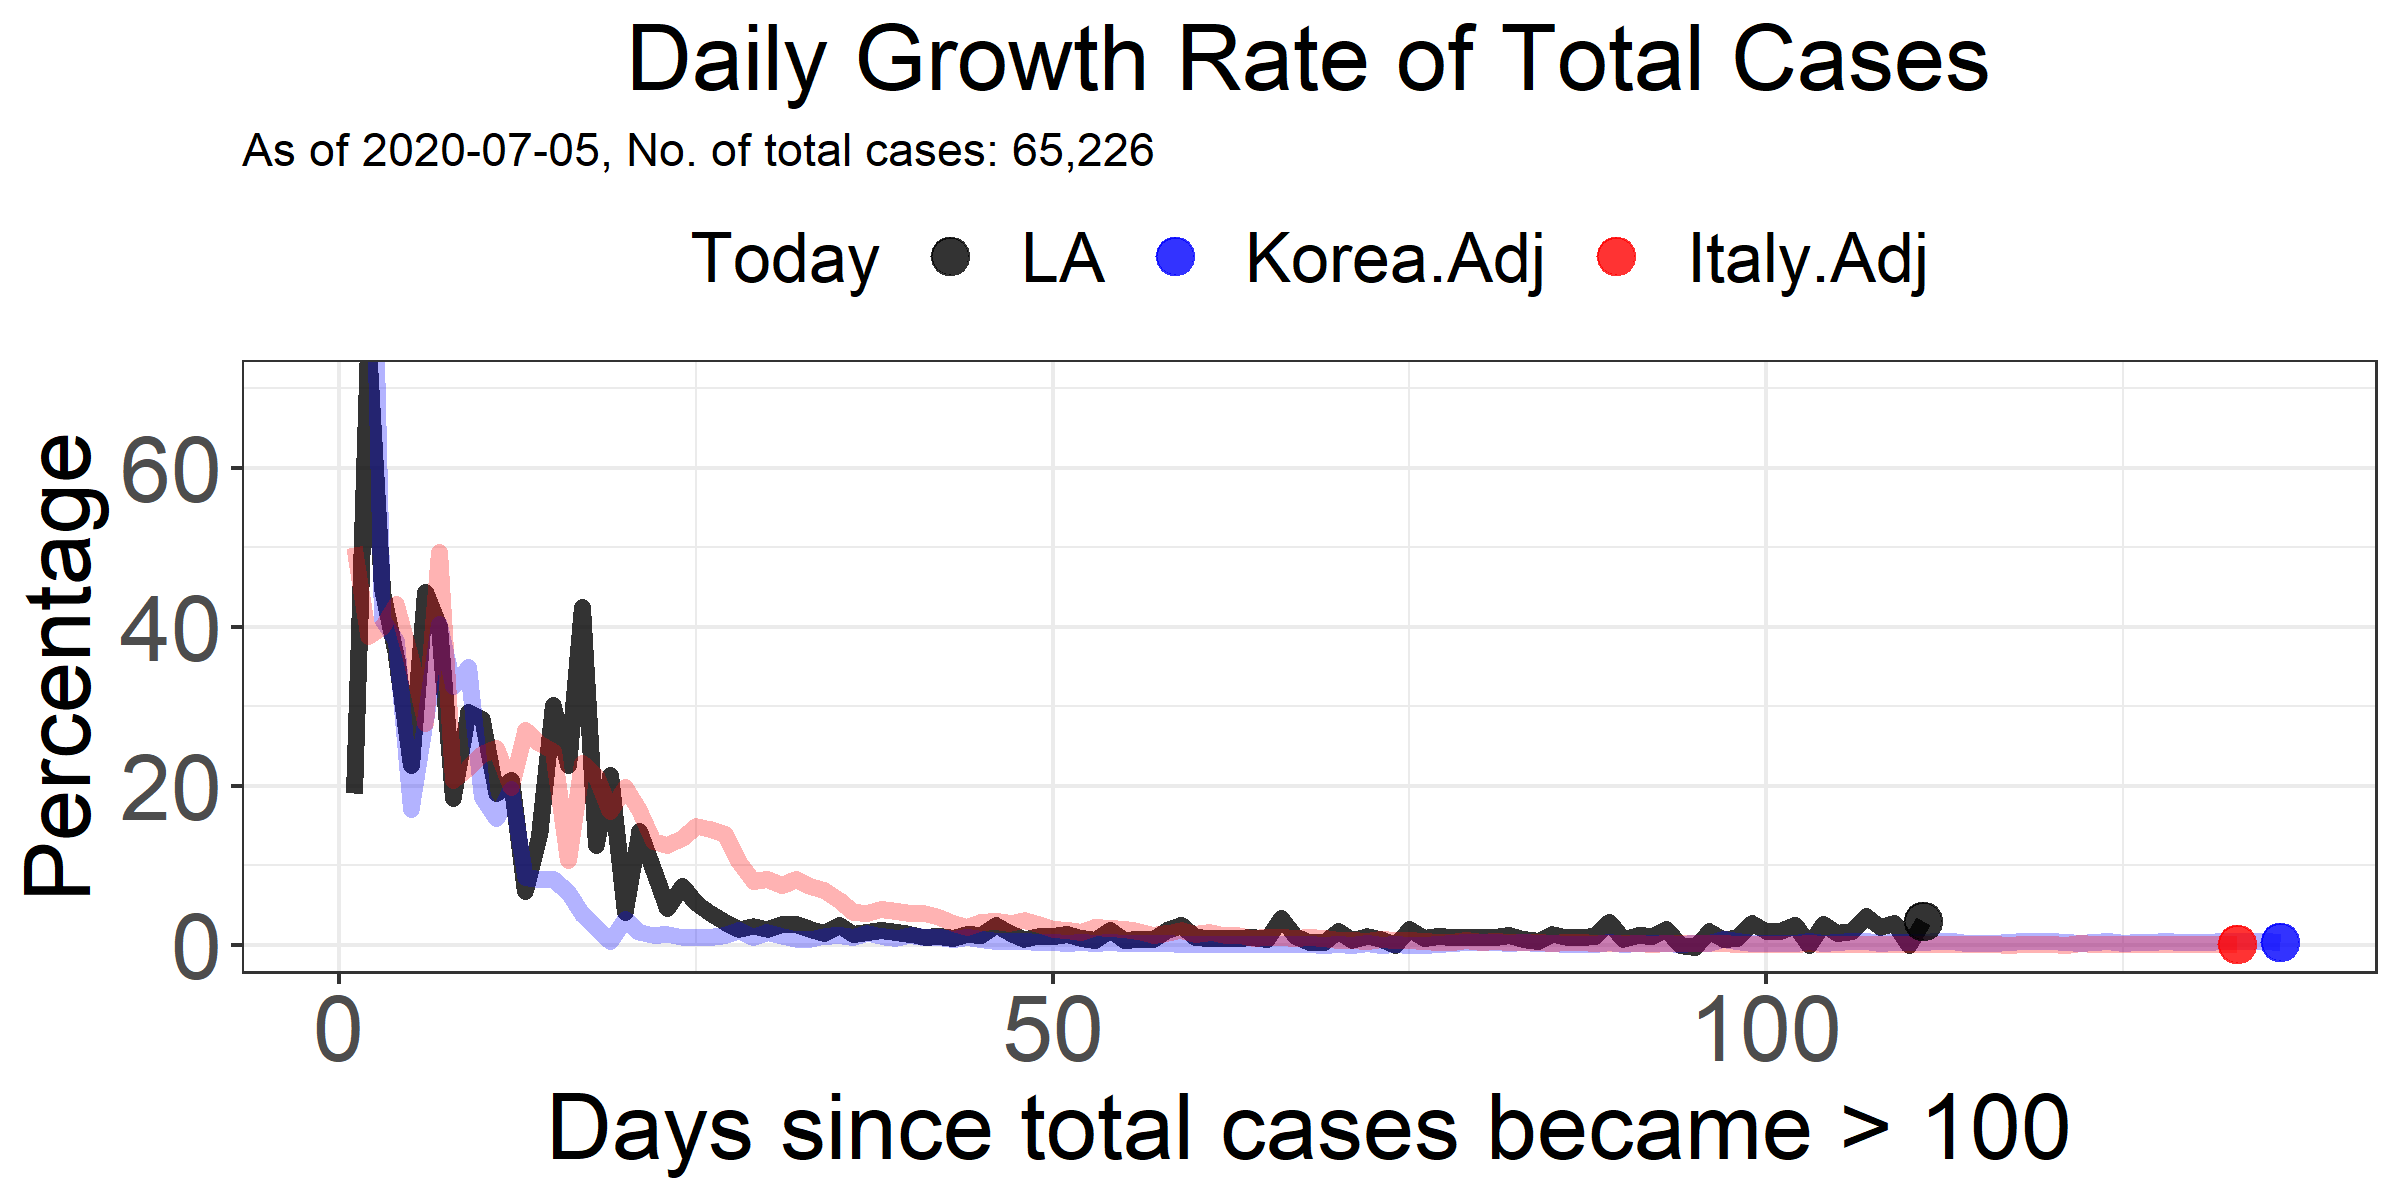 Daily Growth Rate of Total Cases
As of 2020-07-05, No. of total cases: 65,226
Today LA Korea.Adj Italy.Adj
Percentage
60
40
20
0
0 50 100
Days since total cases became > 100